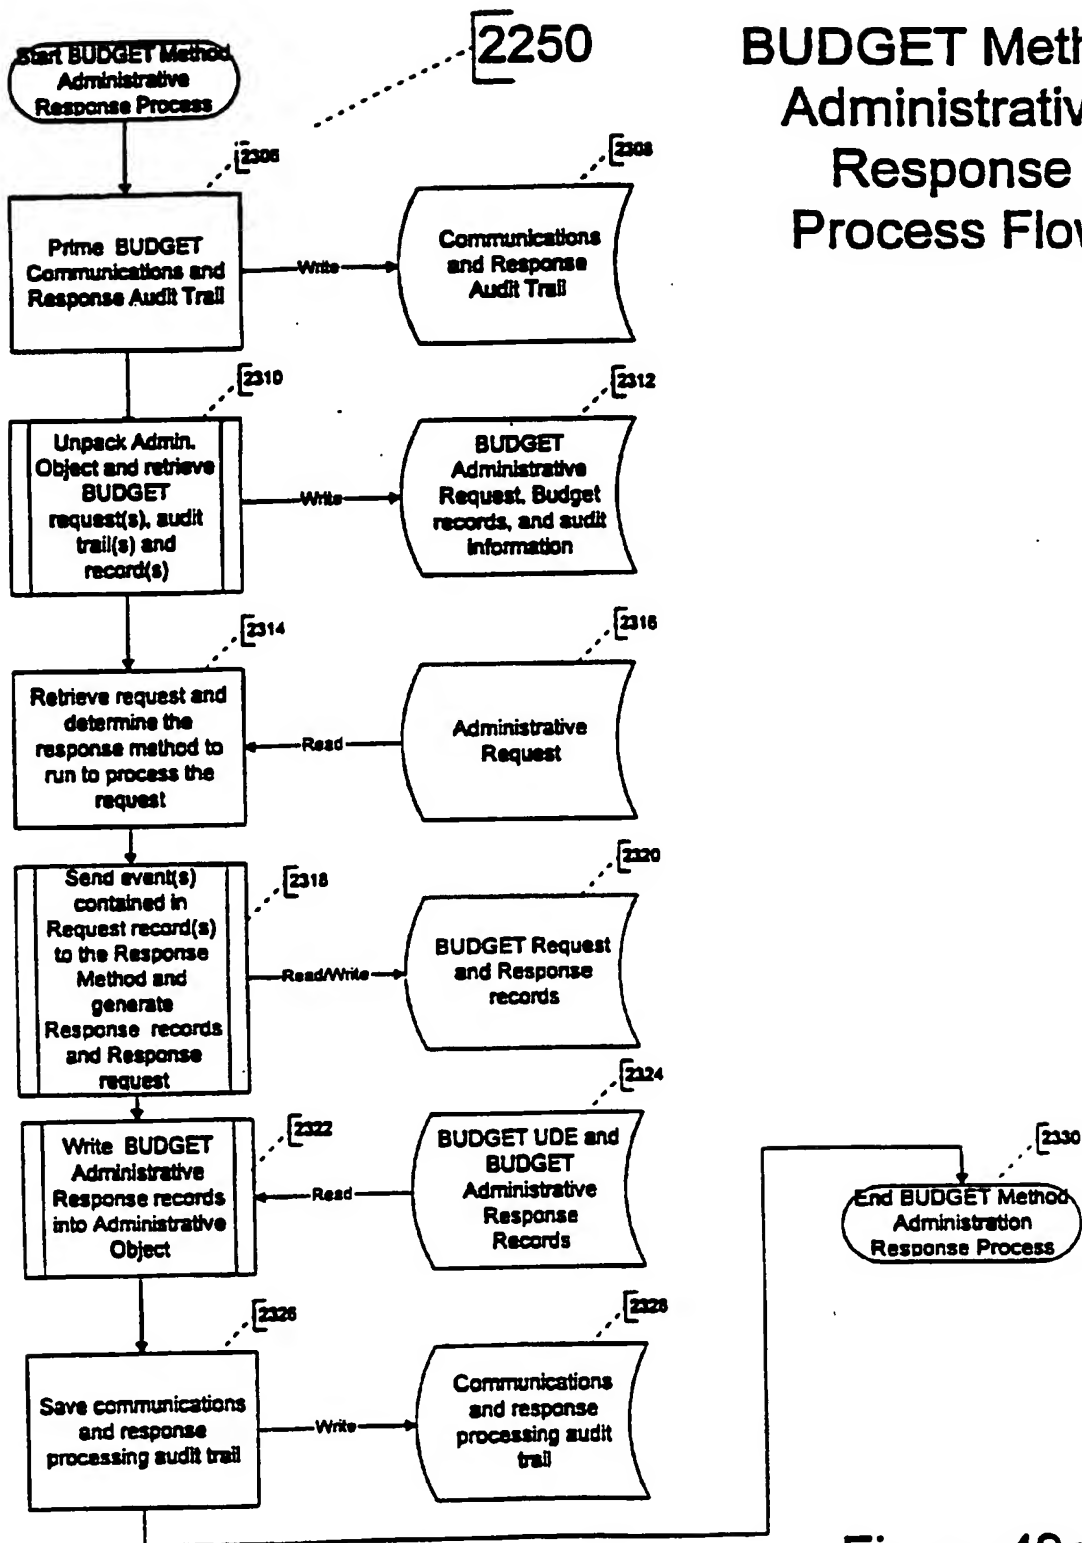 2250
BUDGET Meth
Administrativ
Response
Process Flov
Start BUDGET Method
Administrative
Response Process
2306
Prime BUDGET
Communications and
Response Audit Trail
Write
2308
Communications
and Response
Audit Trail
2310
Unpack Admin.
Object and retrieve
BUDGET
request(s), audit
trail(s) and
record(s)
Write
2312
BUDGET
Administrative
Request, Budget
records, and audit
information
2314
Retrieve request and
determine the
response method to
run to process the
request
Read
2316
Administrative
Request
2318
Send event(s)
contained in
Request record(s)
to the Response
Method and
generate
Response records
and Response
request
Read/Write
2320
BUDGET Request
and Response
records
2322
Write BUDGET
Administrative
Response records
into Administrative
Object
Read
2324
BUDGET UDE and
BUDGET
Administrative
Response
Records
2326
Save communications
and response
processing audit trail
Write
2328
Communications
and response
processing audit
trail
2330
End BUDGET Method
Administration
Response Process